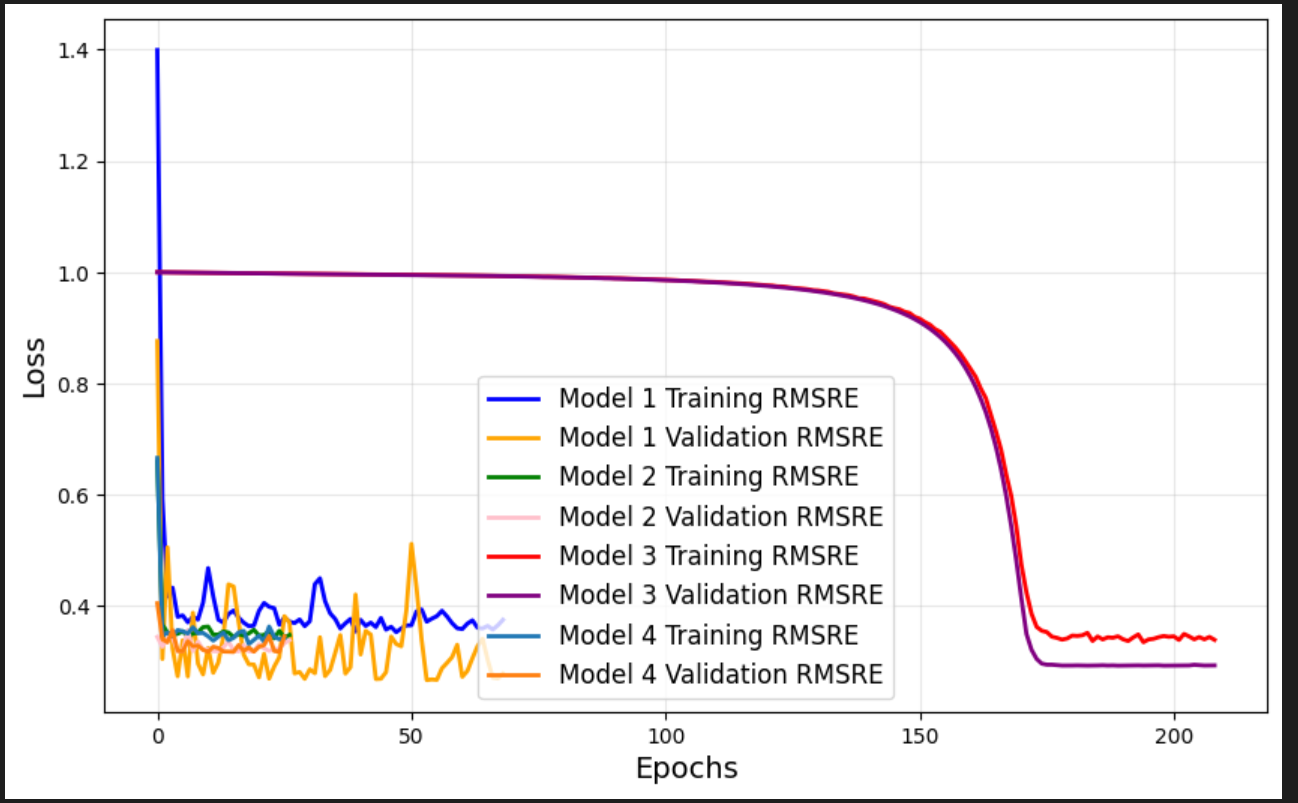 1.4
1.2
1.0
0.8
0.6
0.4
Loss
Model 1 Training RMSRE
Model 1 Validation RMSRE
Model 2 Training RMSRE
Model 2 Validation RMSRE
Model 3 Training RMSRE
Model 3 Validation RMSRE
Model 4 Training RMSRE
Model 4 Validation RMSRE
0 50 100 150 200
Epochs